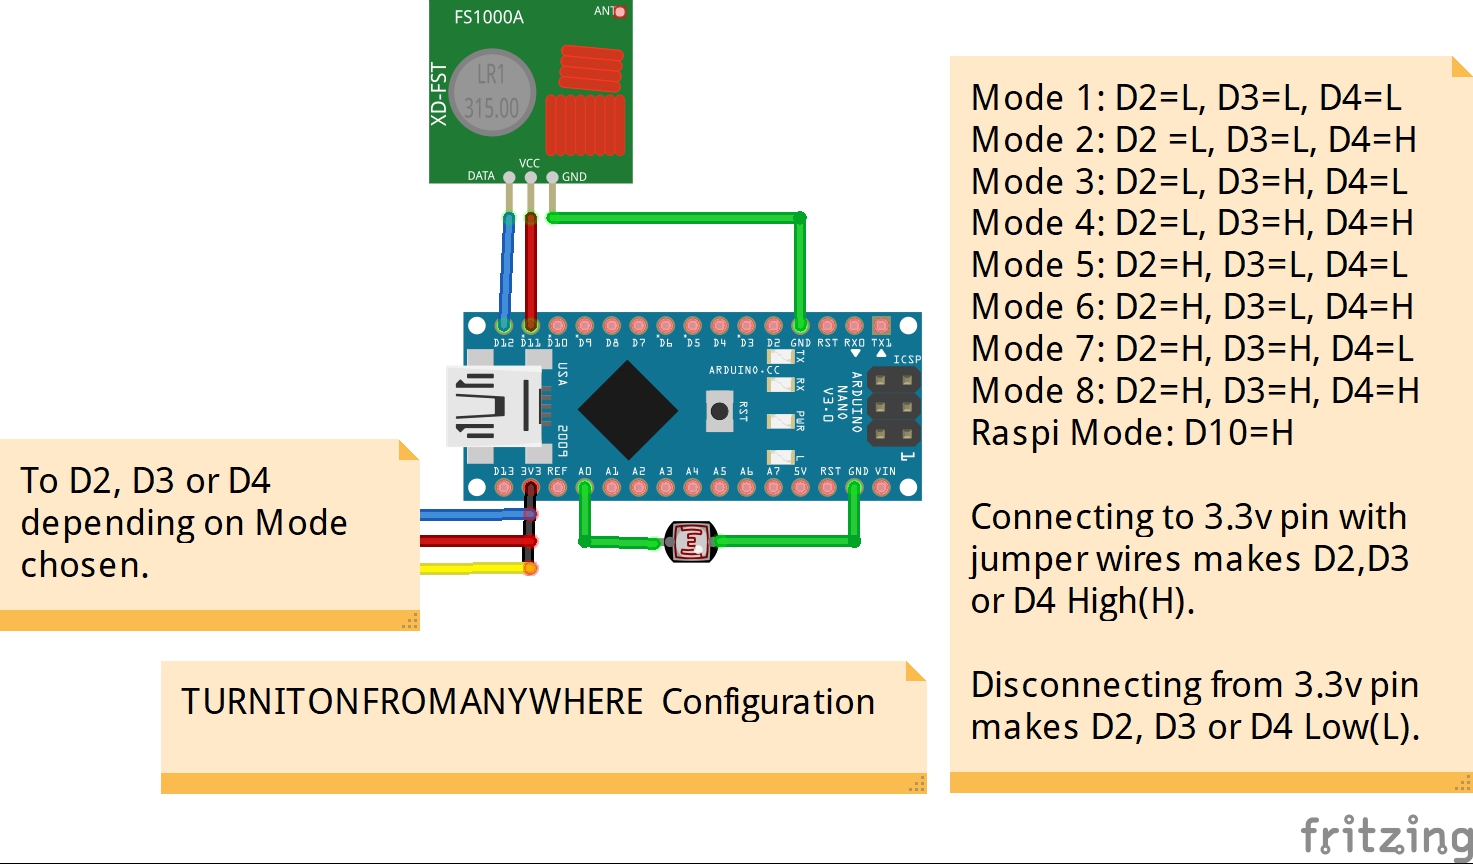 FS1000A
ANT
XD-FST
LR1
315.00
VCC
DATA
GND
D12 D11 D10 D9 D8 D7 D6 D5 D4 D3 D2 GND RST RX0 TX1
TX
ICSP
ARDUINO.CC
USA
RX
RST
ARDUINO
NANO
V3.0
PWR
2009
L
1
D13 3V3 REF A0 A1 A2 A3 A4 A5 A6 A7 5V RST GND VIN
To D2, D3 or D4
depending on Mode
chosen.
TURNITONFROMANYWHERE Configuration
Mode 1: D2=L, D3=L, D4=L
Mode 2: D2 =L, D3=L, D4=H
Mode 3: D2=L, D3=H, D4=L
Mode 4: D2=L, D3=H, D4=H
Mode 5: D2=H, D3=L, D4=L
Mode 6: D2=H, D3=L, D4=H
Mode 7: D2=H, D3=H, D4=L
Mode 8: D2=H, D3=H, D4=H
Raspi Mode: D10=H
Connecting to 3.3v pin with
jumper wires makes D2,D3
or D4 High(H).
Disconnecting from 3.3v pin
makes D2, D3 or D4 Low(L).
fritzing